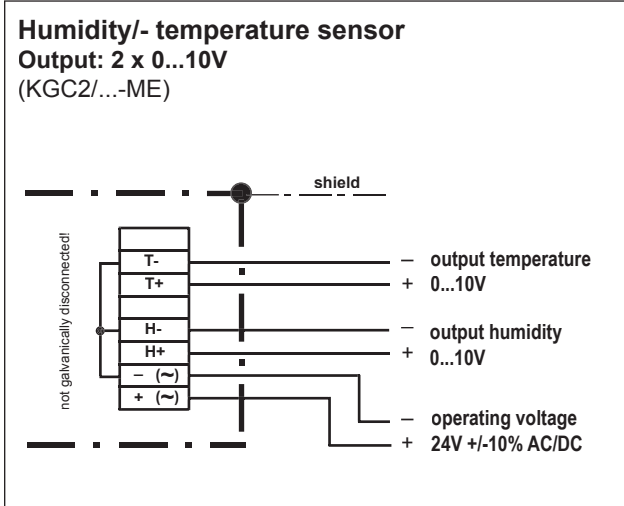 Humidity/- temperature sensor
Output: 2 x 0...10V
(KGC2/...-ME)
shield
not galvanically disconnected!
T-
T+
H-
H+
– (~)
+ (~)
– output temperature
+ 0...10V
– output humidity
+ 0...10V
– operating voltage
+ 24V +/-10% AC/DC